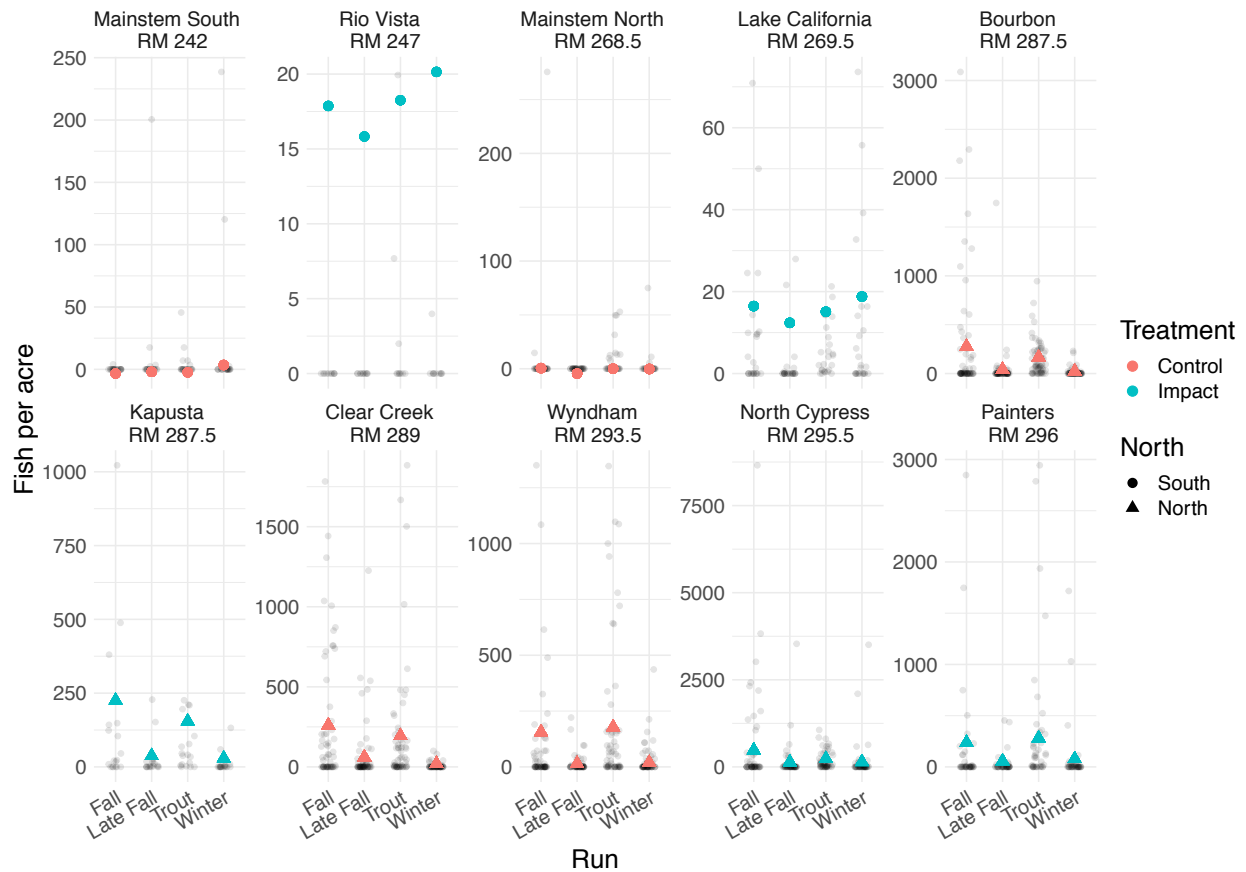 Mainstem South
RM 242
Rio Vista
RM 247
Mainstem North
RM 268.5
Lake California
RM 269.5
Bourbon
RM 287.5
250
200
150
100
50
0
20
15
10
5
0
200
100
0
60
40
20
0
3000
2000
1000
0
Kapusta
RM 287.5
Clear Creek
RM 289
Wyndham
RM 293.5
North Cypress
RM 295.5
Painters
RM 296
1000
750
500
250
0
1500
1000
500
0
1000
500
0
7500
5000
2500
0
3000
2000
1000
0
Fall
Late Fall
Trout
Winter
Fall
Late Fall
Trout
Winter
Fall
Late Fall
Trout
Winter
Fall
Late Fall
Trout
Winter
Fall
Late Fall
Trout
Winter
Run
Fish per acre
Treatment
Control
Impact
North
South
North